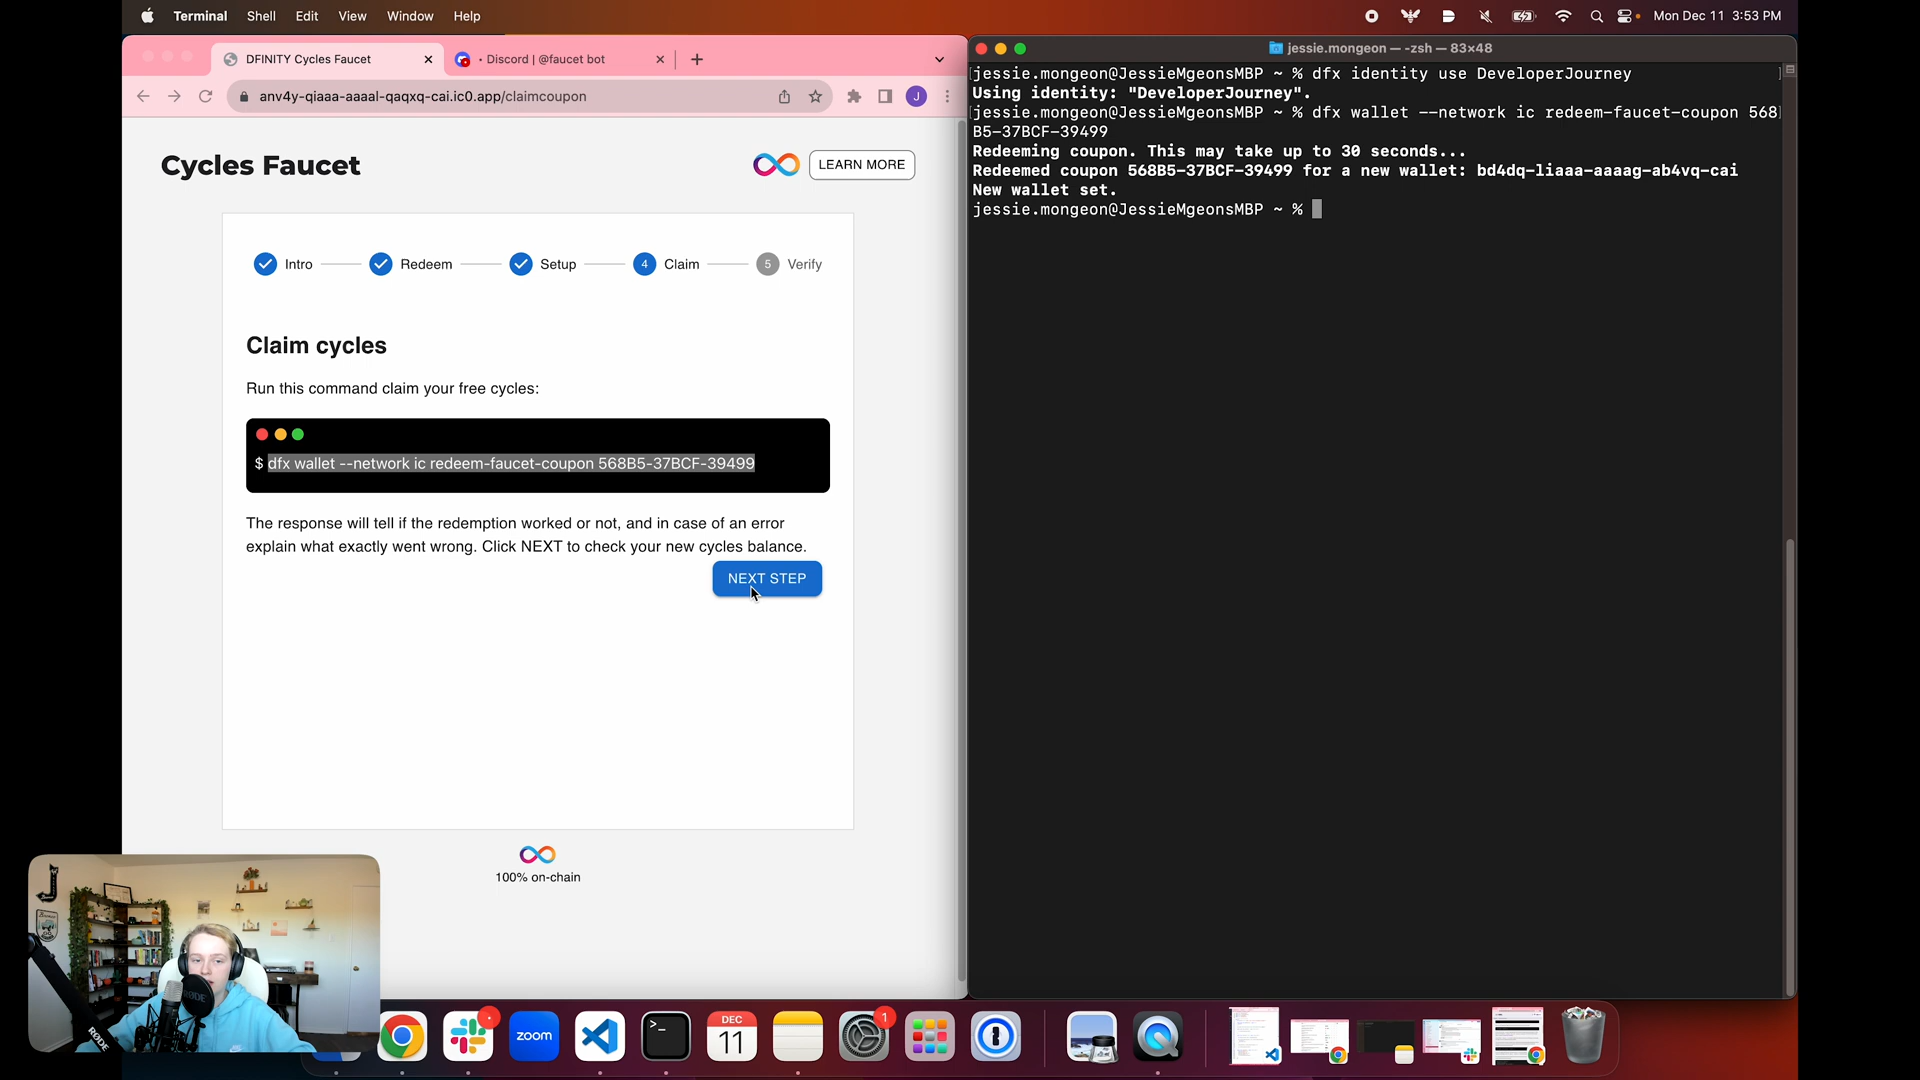 Terminal Shell Edit View Window Help
Mon Dec 11 3:53 PM
DFINITY Cycles Faucet
· Discord | @faucet bot
anv4y-qiaaa-aaaal-qaqxq-cai.ic0.app/claimcoupon
J
Cycles Faucet
LEARN MORE
Intro
Redeem
Setup
4 Claim
5 Verify
Claim cycles
Run this command claim your free cycles:
$ dfx wallet --network ic redeem-faucet-coupon 568B5-37BCF-39499
The response will tell if the redemption worked or not, and in case of an error
explain what exactly went wrong. Click NEXT to check your new cycles balance.
NEXT STEP
100% on-chain
jessie.mongeon — -zsh — 83×48
[jessie.mongeon@JessieMgeonsMBP ~ % dfx identity use DeveloperJourney ]
Using identity: "DeveloperJourney".
[jessie.mongeon@JessieMgeonsMBP ~ % dfx wallet --network ic redeem-faucet-coupon 568]
B5-37BCF-39499
Redeeming coupon. This may take up to 30 seconds...
Redeemed coupon 568B5-37BCF-39499 for a new wallet: bd4dq-liaaa-aaaag-ab4vq-cai
New wallet set.
jessie.mongeon@JessieMgeonsMBP ~ %
RØDE
RØDE
zoom
>_
DEC
11
1